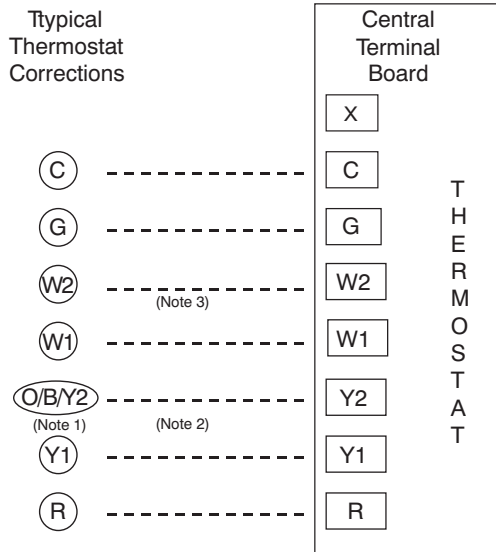 Ttypical
Thermostat
Corrections
Central
Terminal
Board
X
C
C
G
G
W2
(Note 3)
W2
W1
W1
O/B/Y2
(Note 1)
(Note 2)
Y2
Y1
Y1
R
R
THERMOSTAT